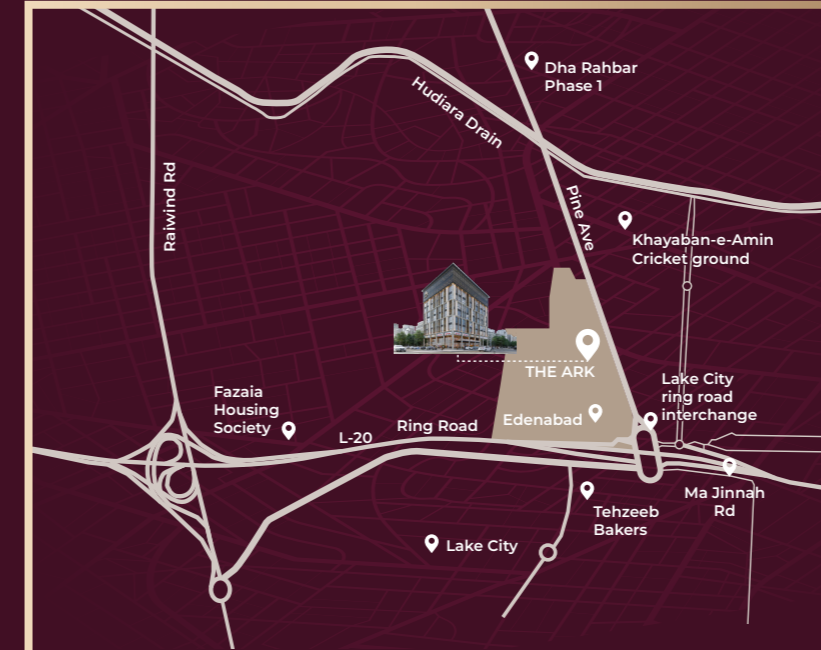 Dha Rahbar
Phase 1
Hudiara Drain
Raiwind Rd
Pine Ave
Khayaban-e-Amin
Cricket ground
THE ARK
Lake City
ring road
interchange
Fazaia
Housing
Society
Edenabad
Ring Road
L-20
Ma Jinnah
Rd
Tehzeeb
Bakers
Lake City